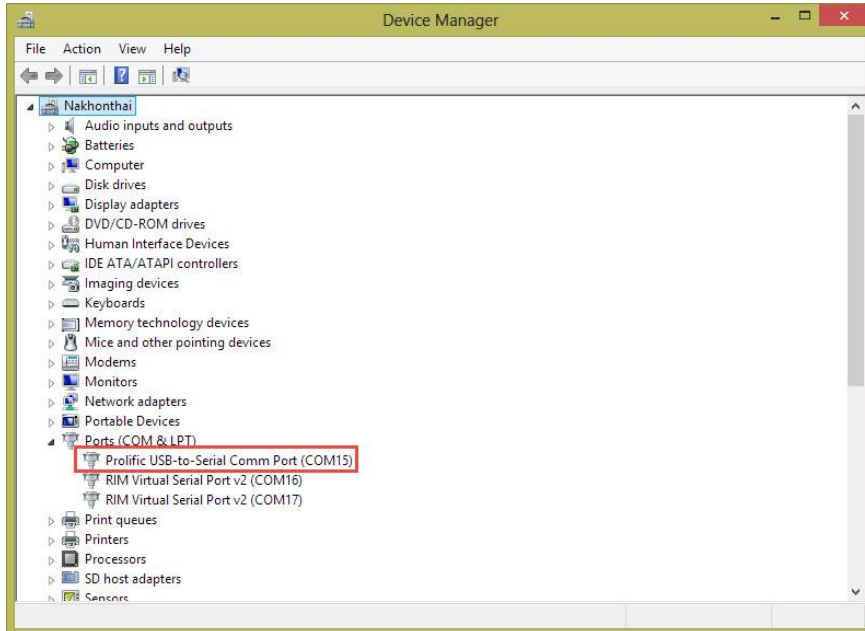 Device Manager
File Action View Help
Nakhonthai
Audio inputs and outputs
Batteries
Computer
Disk drives
Display adapters
DVD/CD-ROM drives
Human Interface Devices
IDE ATA/ATAPI controllers
Imaging devices
Keyboards
Memory technology devices
Mice and other pointing devices
Modems
Monitors
Network adapters
Portable Devices
Ports (COM & LPT)
Prolific USB-to-Serial Comm Port (COM15)
RIM Virtual Serial Port v2 (COM16)
RIM Virtual Serial Port v2 (COM17)
Print queues
Printers
Processors
SD host adapters
Sensors